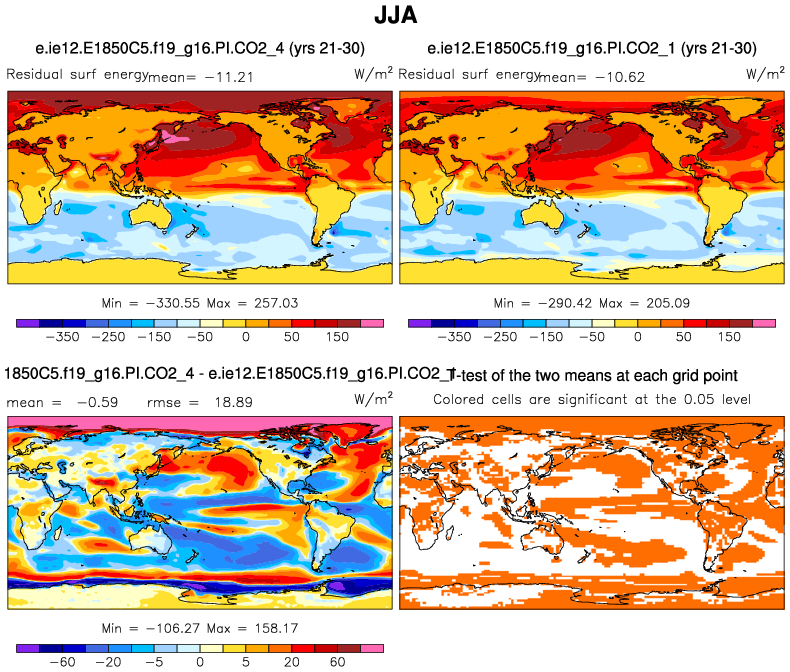 JJA
e.ie12.E1850C5.f19_g16.PI.CO2_4 (yrs 21-30)
Residual surf energy mean= −11.21 W/m2
Min = −330.55 Max = 257.03
−350 −250 −150 −50 0 50 150
e.ie12.E1850C5.f19_g16.PI.CO2_1 (yrs 21-30)
Residual surf energy mean= −10.62 W/m2
Min = −290.42 Max = 205.09
−350 −250 −150 −50 0 50 150
1850C5.f19_g16.PI.CO2_4 - e.ie12.E1850C5.f19_g16.PI.CO2_1
mean = −0.59 rmse = 18.89 W/m2
Min = −106.27 Max = 158.17
−60 −20 −5 0 5 20 60
T-test of the two means at each grid point
Colored cells are significant at the 0.05 level